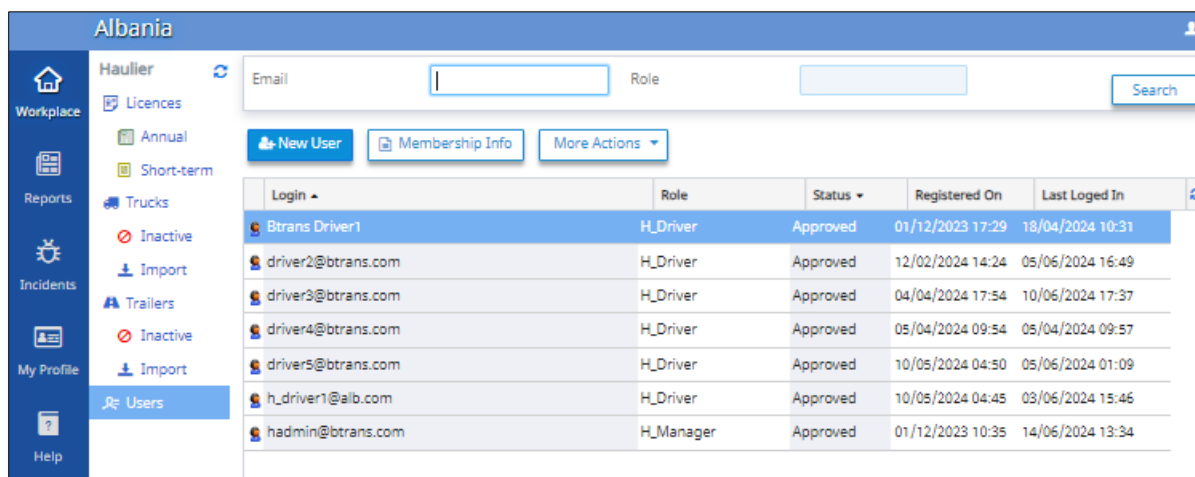 Albania
Workplace
Reports
Incidents
My Profile
Help
Haulier
Licences
Annual
Short-term
Trucks
Inactive
Import
Trailers
Inactive
Import
Users
Email Role Search
New User Membership Info More Actions
Login Role Status Registered On Last Loged In
Btrans Driver1 H_Driver Approved 01/12/2023 17:29 18/04/2024 10:31
driver2@btrans.com H_Driver Approved 12/02/2024 14:24 05/06/2024 16:49
driver3@btrans.com H_Driver Approved 04/04/2024 17:54 10/06/2024 17:37
driver4@btrans.com H_Driver Approved 05/04/2024 09:54 05/04/2024 09:57
driver5@btrans.com H_Driver Approved 10/05/2024 04:50 05/06/2024 01:09
h_driver1@alb.com H_Driver Approved 10/05/2024 04:45 03/06/2024 15:46
hadmin@btrans.com H_Manager Approved 01/12/2023 10:35 14/06/2024 13:34